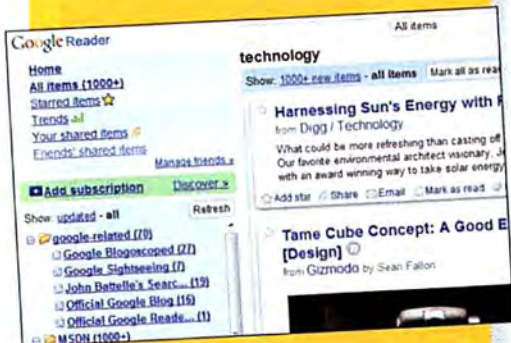 Google Reader
Home
All items (1000+)
Starred items
Trends
Your shared items
Friends' shared items
Manage friends »
Add subscription
Discover »
Show: updated - all
Refresh
google-related (70)
Google Blogoscoped (27)
Google Sightseeing (7)
John Battelle's Searc... (19)
Official Google Blog (16)
Official Google Reade... (1)
MSDN (1000+)
All items
technology
Show: 1000+ new items - all items
Mark all as read
Harnessing Sun's Energy with
from Digg / Technology
What could be more refreshing than casting off
Our favorite environmental architect visionary,
with an award winning way to take solar energy
Add star
Share
Email
Mark as read
Tame Cube Concept: A Good E
[Design]
from Gizmodo by Sean Fallon